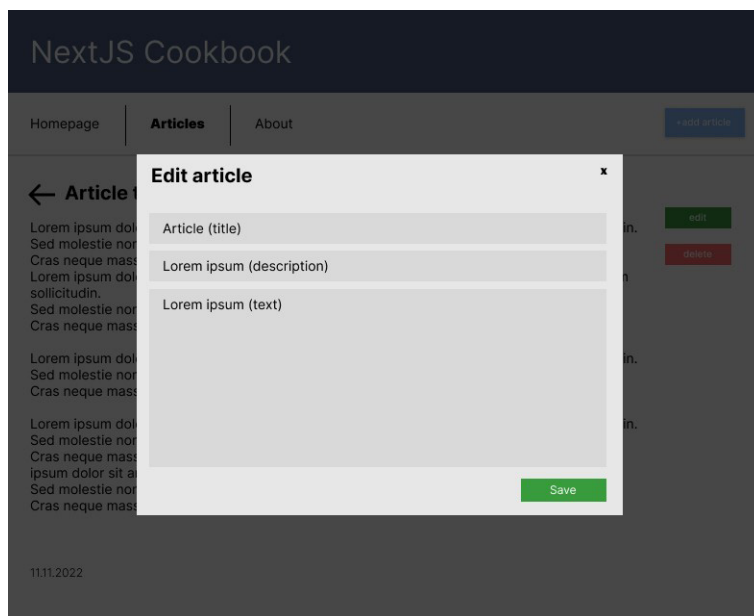 NextJS Cookbook
Homepage
Articles
About
+add article
Edit article
x
Article t
Article (title)
Lorem ipsum (description)
Lorem ipsum (text)
Save
edit
delete
Lorem ipsum dol in.
Sed molestie nor
Cras neque mass
Lorem ipsum dol n
sollicitudin.
Sed molestie nor
Cras neque mass
Lorem ipsum dol in.
Sed molestie nor
Cras neque mass
Lorem ipsum dol in.
Sed molestie nor
Cras neque mass
ipsum dolor sit a
Sed molestie nor
Cras neque mass
11.11.2022